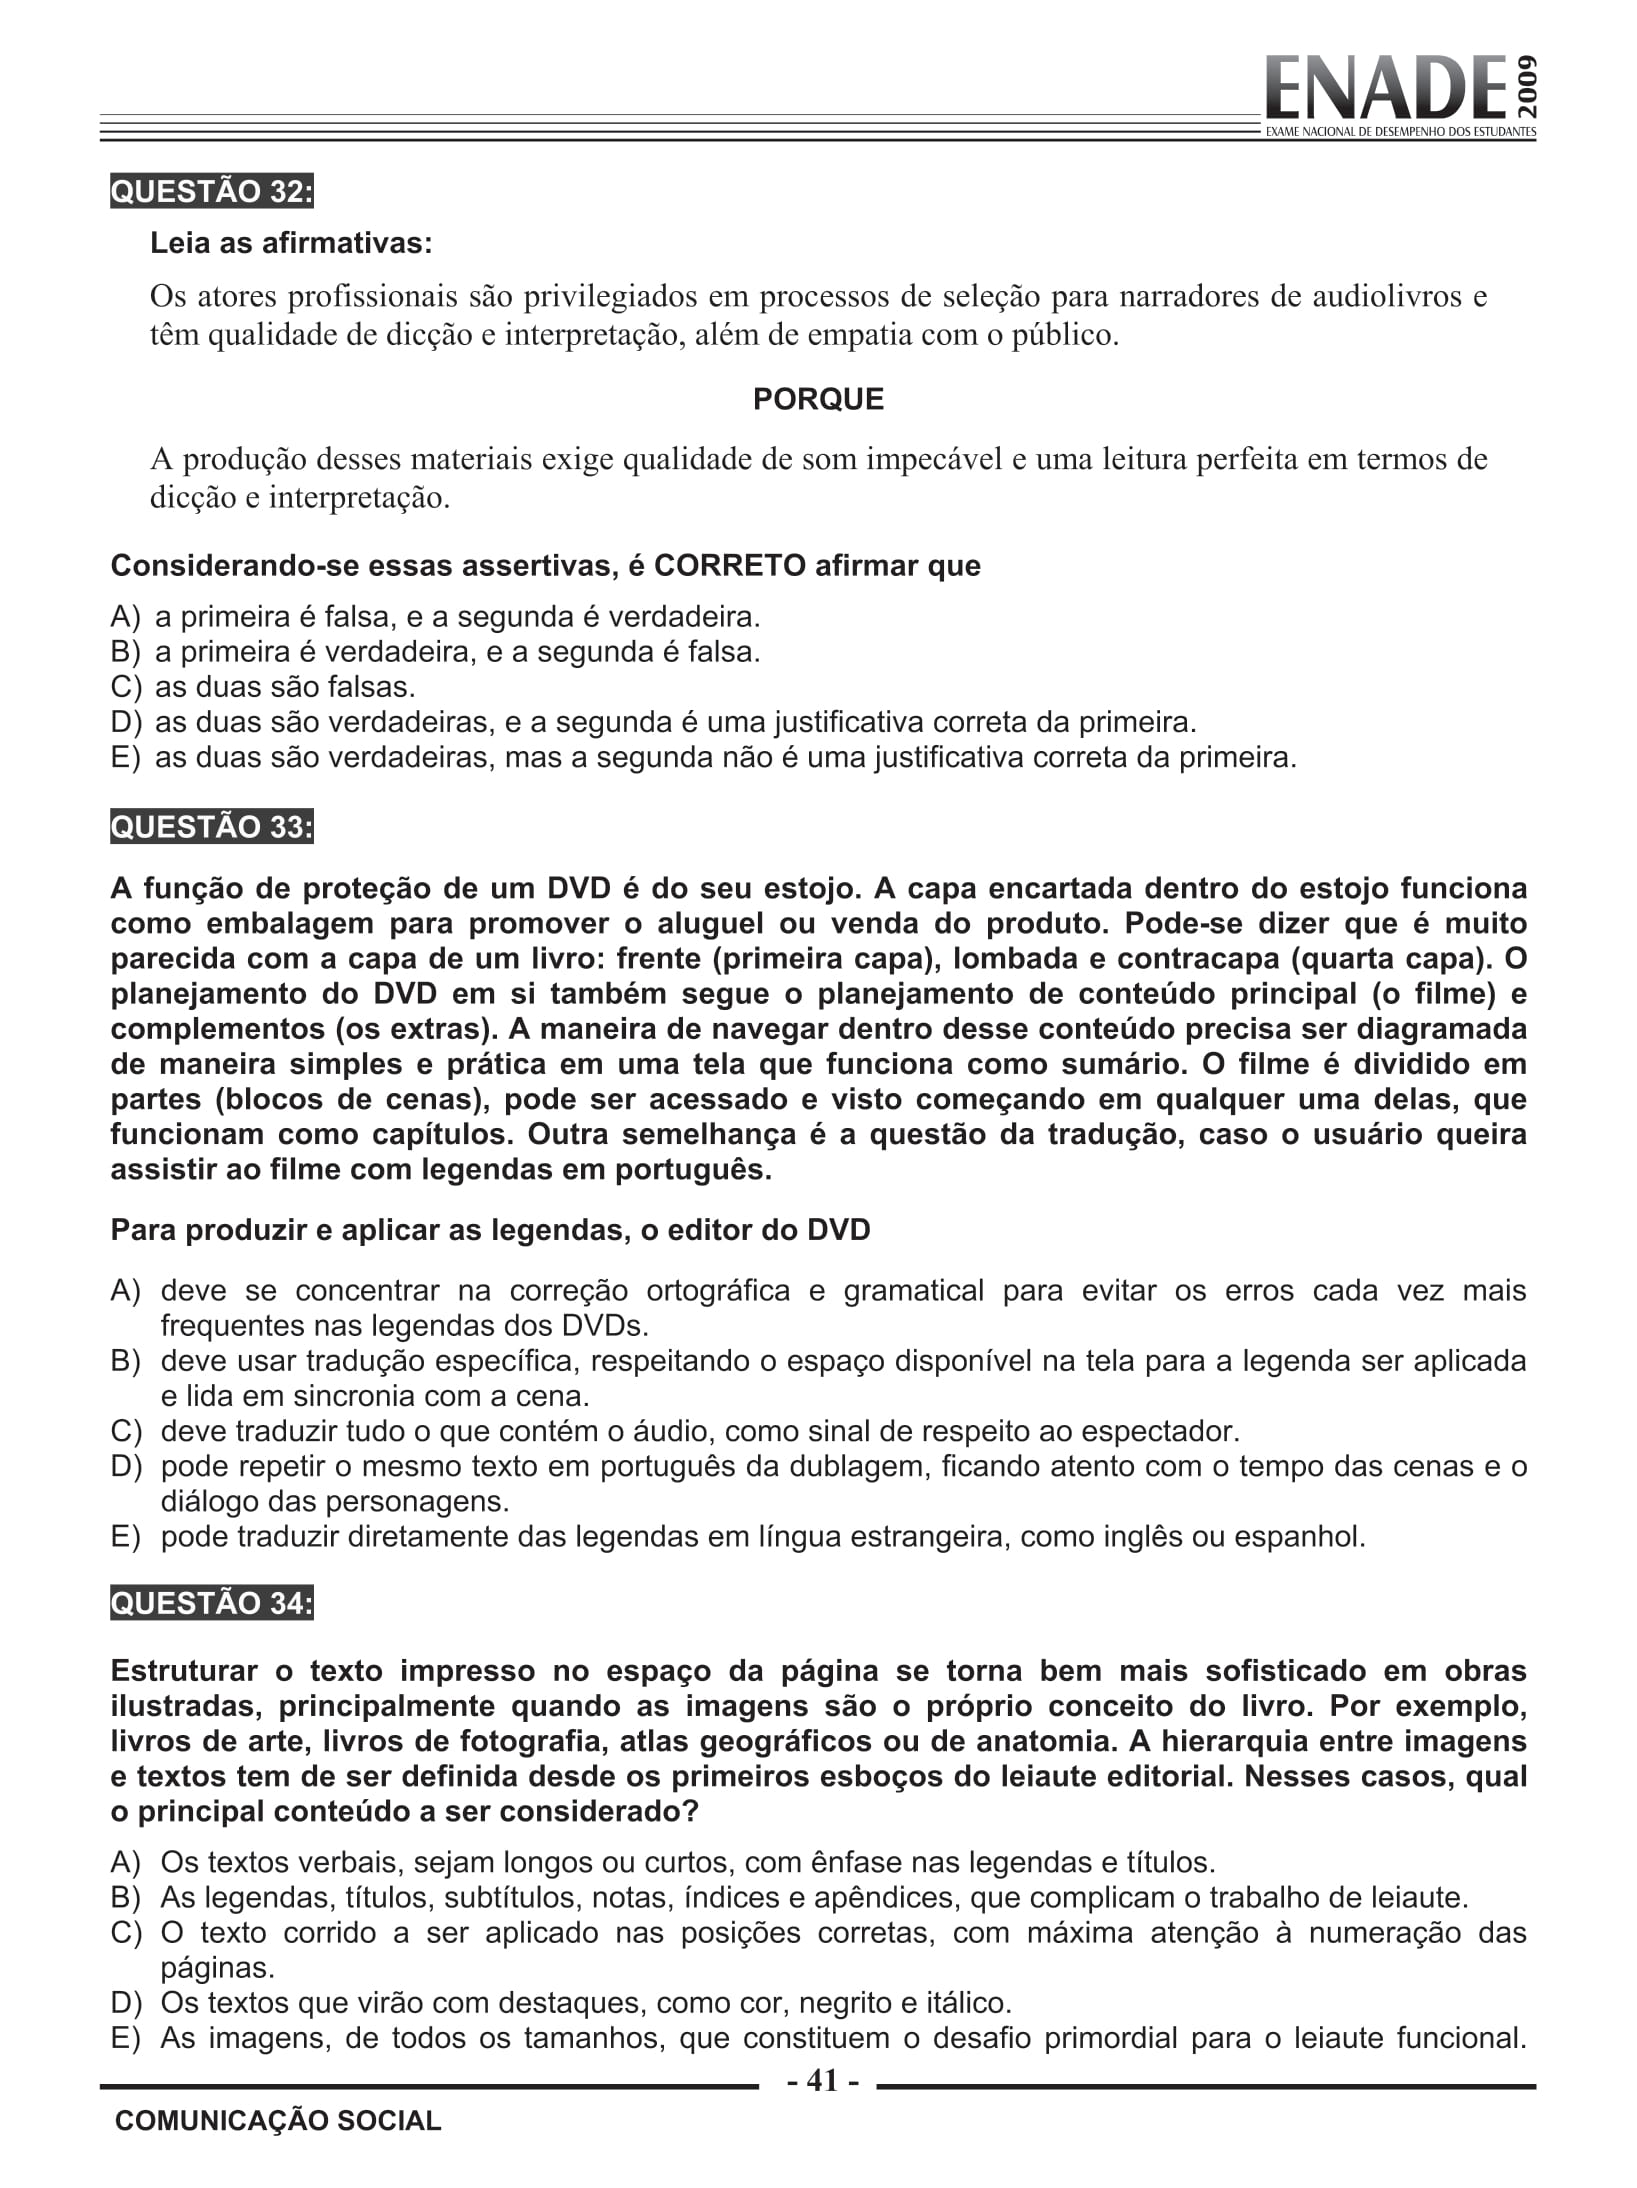 ENADE 2009
EXAME NACIONAL DE DESEMPENHO DOS ESTUDANTES
QUESTÃO 32:
Leia as afirmativas:
Os atores profissionais são privilegiados em processos de seleção para narradores de audiolivros e
têm qualidade de dicção e interpretação, além de empatia com o público.
PORQUE
A produção desses materiais exige qualidade de som impecável e uma leitura perfeita em termos de
dicção e interpretação.
Considerando-se essas assertivas, é CORRETO afirmar que
A) a primeira é falsa, e a segunda é verdadeira.
B) a primeira é verdadeira, e a segunda é falsa.
C) as duas são falsas.
D) as duas são verdadeiras, e a segunda é uma justificativa correta da primeira.
E) as duas são verdadeiras, mas a segunda não é uma justificativa correta da primeira.
QUESTÃO 33:
A função de proteção de um DVD é do seu estojo. A capa encartada dentro do estojo funciona
como embalagem para promover o aluguel ou venda do produto. Pode-se dizer que é muito
parecida com a capa de um livro: frente (primeira capa), lombada e contracapa (quarta capa). O
planejamento do DVD em si também segue o planejamento de conteúdo principal (o filme) e
complementos (os extras). A maneira de navegar dentro desse conteúdo precisa ser diagramada
de maneira simples e prática em uma tela que funciona como sumário. O filme é dividido em
partes (blocos de cenas), pode ser acessado e visto começando em qualquer uma delas, que
funcionam como capítulos. Outra semelhança é a questão da tradução, caso o usuário queira
assistir ao filme com legendas em português.
Para produzir e aplicar as legendas, o editor do DVD
A) deve se concentrar na correção ortográfica e gramatical para evitar os erros cada vez mais
frequentes nas legendas dos DVDs.
B) deve usar tradução específica, respeitando o espaço disponível na tela para a legenda ser aplicada
e lida em sincronia com a cena.
C) deve traduzir tudo o que contém o áudio, como sinal de respeito ao espectador.
D) pode repetir o mesmo texto em português da dublagem, ficando atento com o tempo das cenas e o
diálogo das personagens.
E) pode traduzir diretamente das legendas em língua estrangeira, como inglês ou espanhol.
QUESTÃO 34:
Estruturar o texto impresso no espaço da página se torna bem mais sofisticado em obras
ilustradas, principalmente quando as imagens são o próprio conceito do livro. Por exemplo,
livros de arte, livros de fotografia, atlas geográficos ou de anatomia. A hierarquia entre imagens
e textos tem de ser definida desde os primeiros esboços do leiaute editorial. Nesses casos, qual
o principal conteúdo a ser considerado?
A) Os textos verbais, sejam longos ou curtos, com ênfase nas legendas e títulos.
B) As legendas, títulos, subtítulos, notas, índices e apêndices, que complicam o trabalho de leiaute.
C) O texto corrido a ser aplicado nas posições corretas, com máxima atenção à numeração das
páginas.
D) Os textos que virão com destaques, como cor, negrito e itálico.
E) As imagens, de todos os tamanhos, que constituem o desafio primordial para o leiaute funcional.
- 41 -
COMUNICAÇÃO SOCIAL